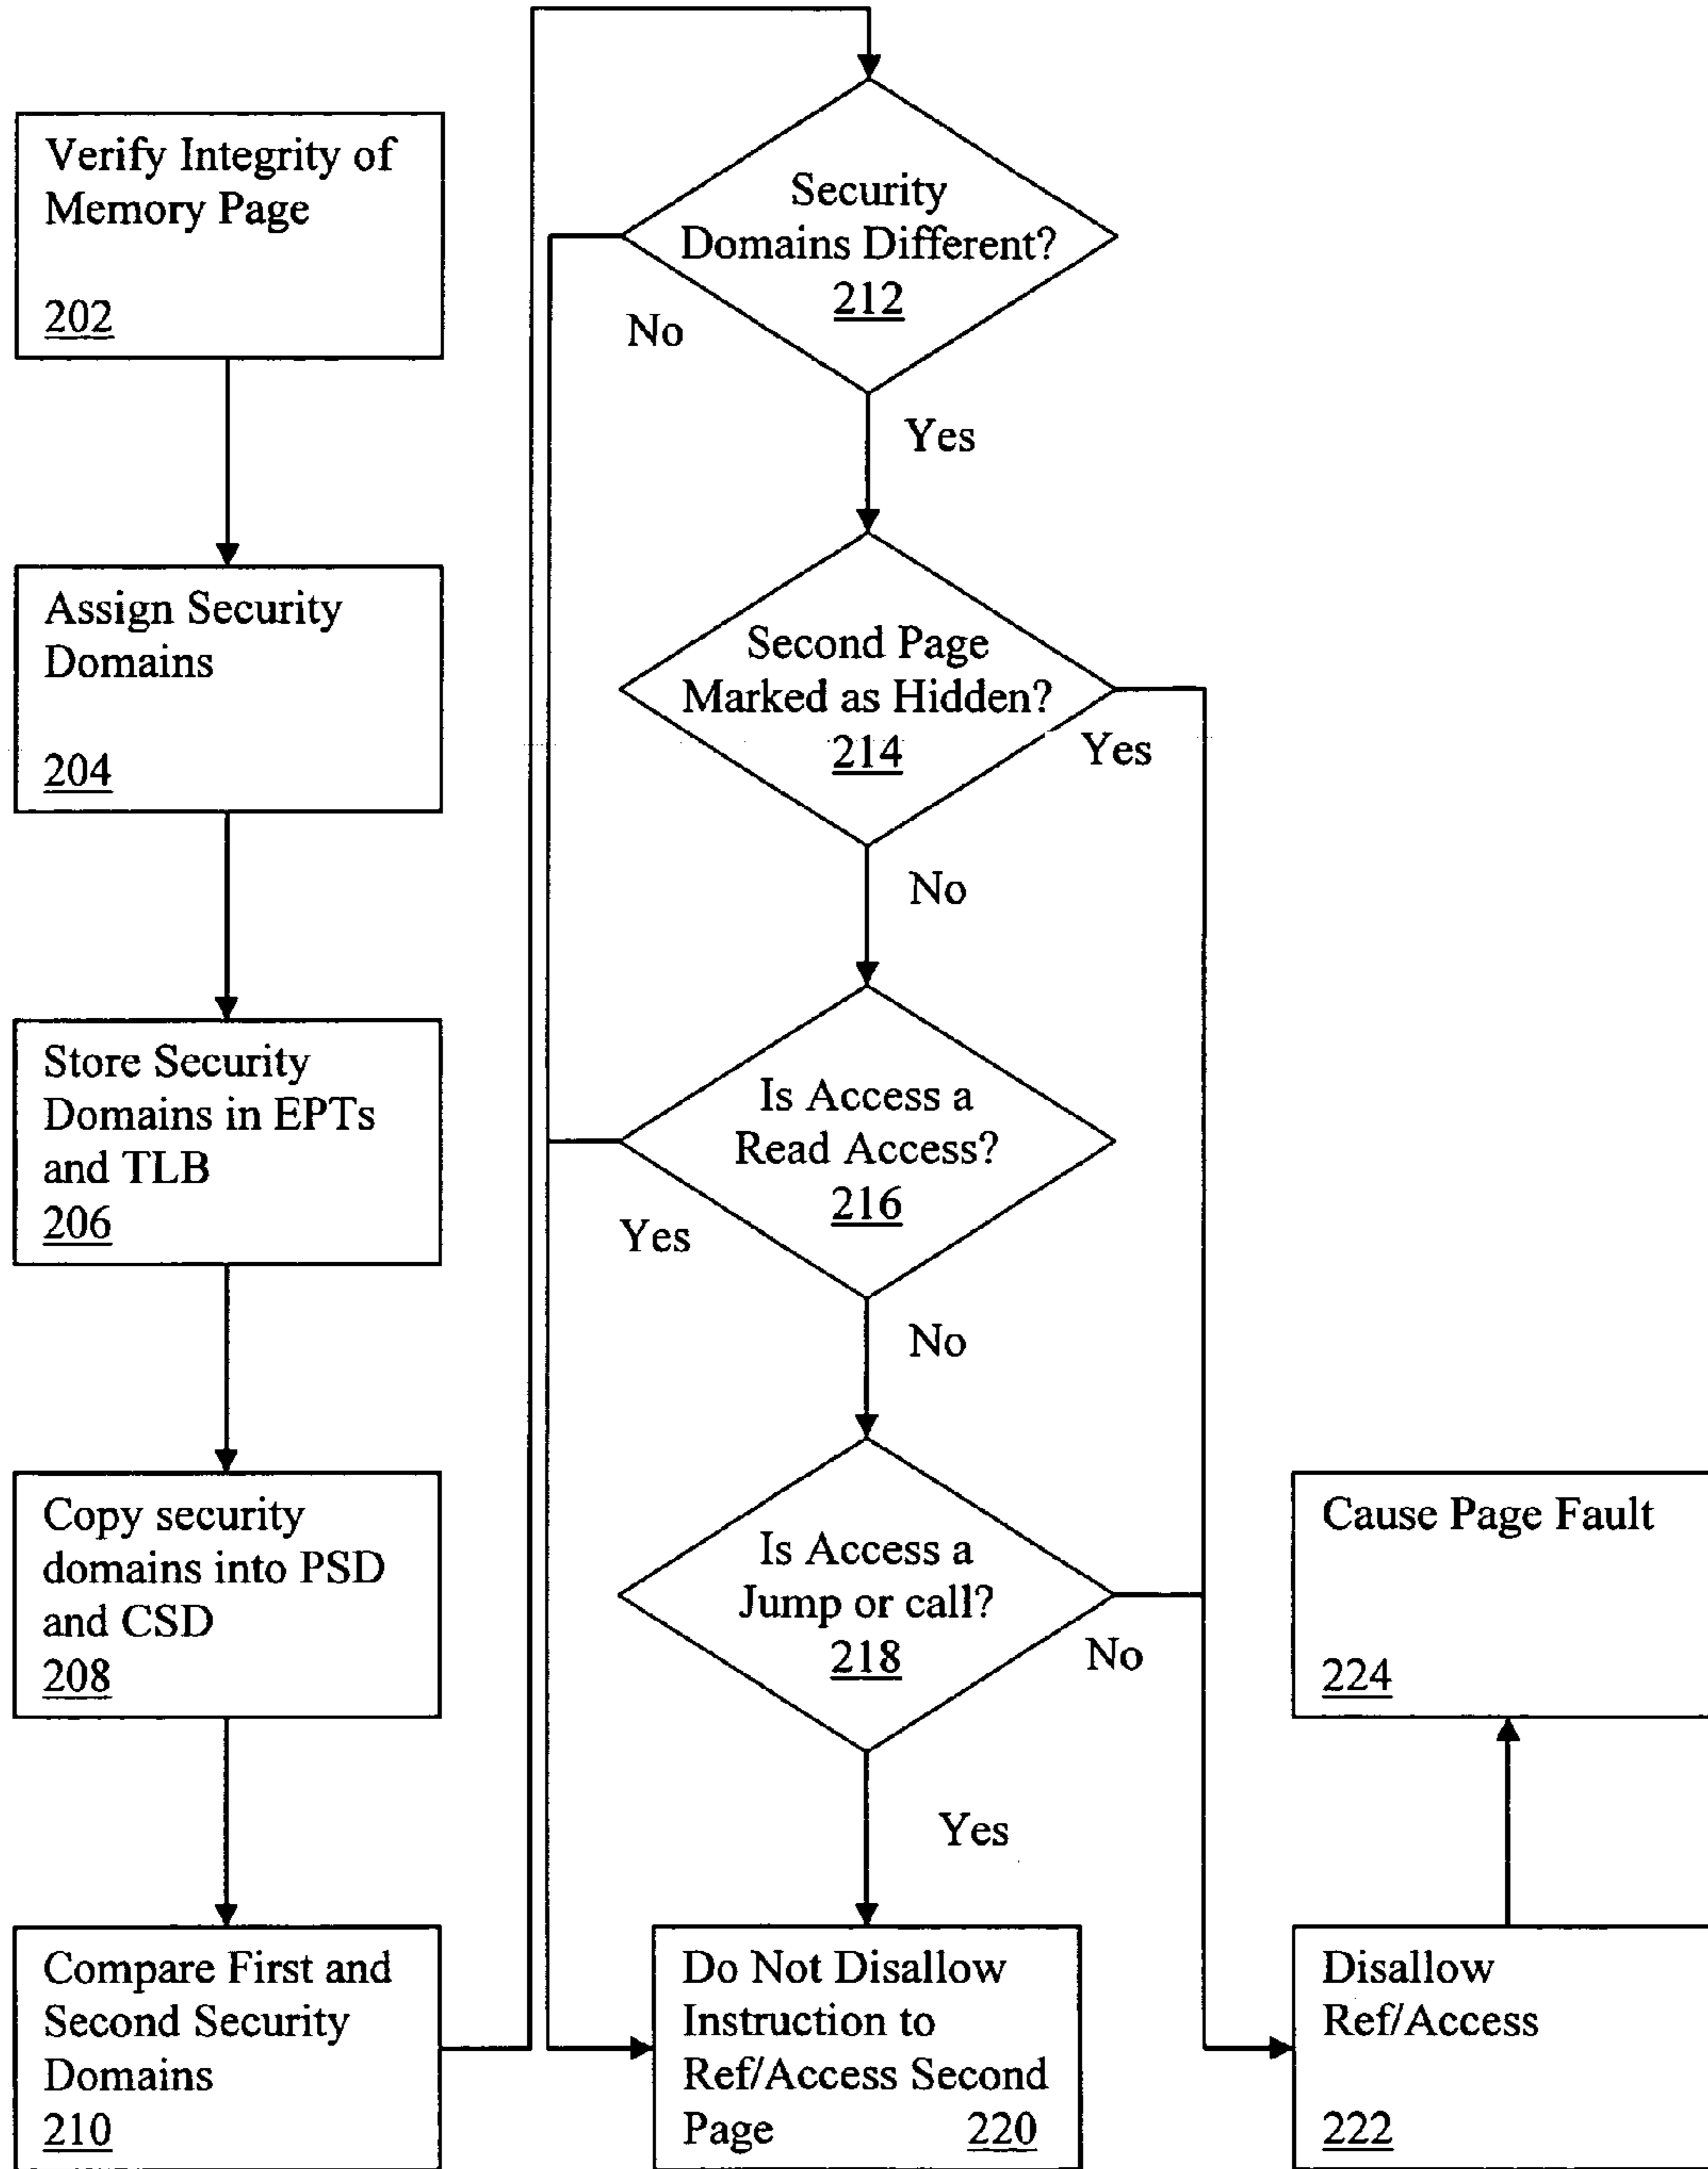 Verify Integrity of
Memory Page
202
Assign Security
Domains
204
Store Security
Domains in EPTs
and TLB
206
Copy security
domains into PSD
and CSD
208
Compare First and
Second Security
Domains
210
Security
Domains Different?
212
No
Yes
Second Page
Marked as Hidden?
214
Yes
No
Is Access a
Read Access?
216
Yes
No
Is Access a
Jump or call?
218
No
Yes
Do Not Disallow
Instruction to
Ref/Access Second
Page 220
Cause Page Fault
224
Disallow
Ref/Access
222